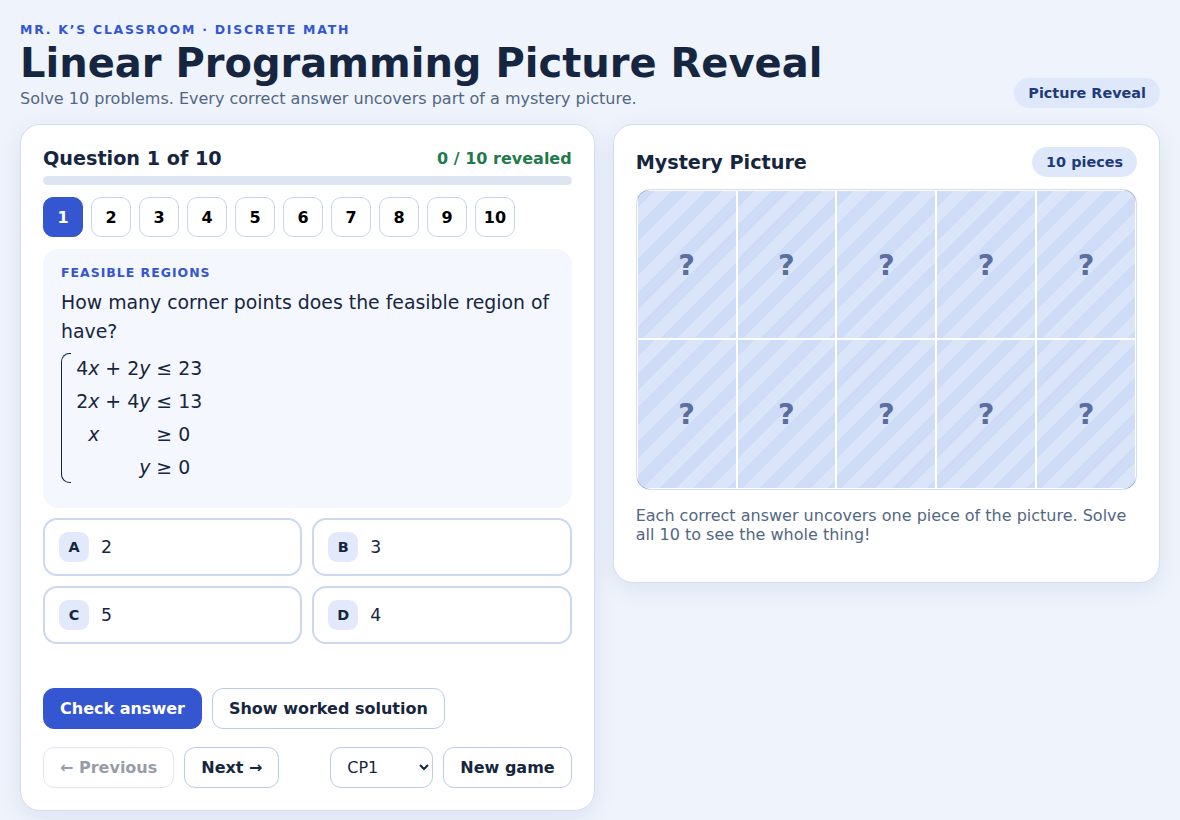 MR. K’S CLASSROOM · DISCRETE MATH
Linear Programming Picture Reveal
Solve 10 problems. Every correct answer uncovers part of a mystery picture.
Picture Reveal
Question 1 of 10
0 / 10 revealed
1 2 3 4 5 6 7 8 9 10
FEASIBLE REGIONS
How many corner points does the feasible region of
have?
4x + 2y ≤ 23
2x + 4y ≤ 13
x ≥ 0
y ≥ 0
A 2
B 3
C 5
D 4
Check answer
Show worked solution
← Previous
Next →
CP1
New game
Mystery Picture
10 pieces
? ? ? ? ?
? ? ? ? ?
Each correct answer uncovers one piece of the picture. Solve
all 10 to see the whole thing!